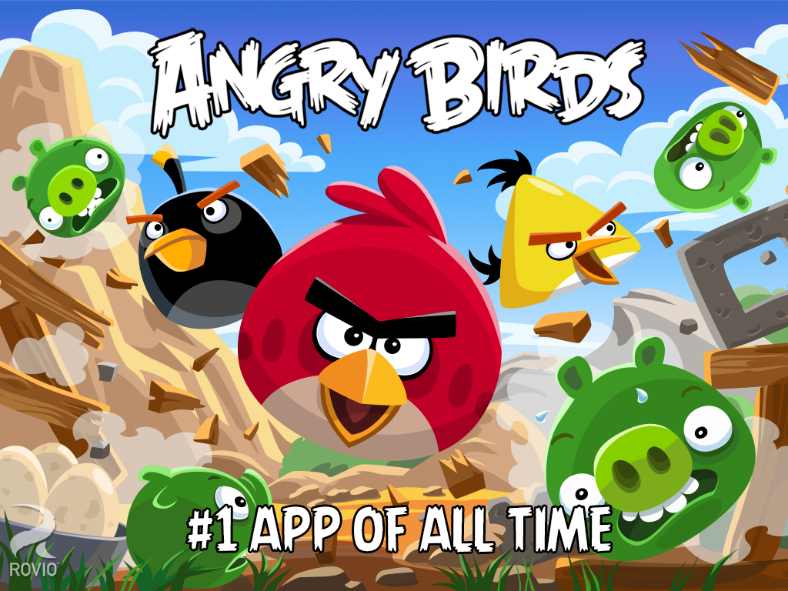 ANGRY BIRDS
#1 APP OF ALL TIME
ROVIO